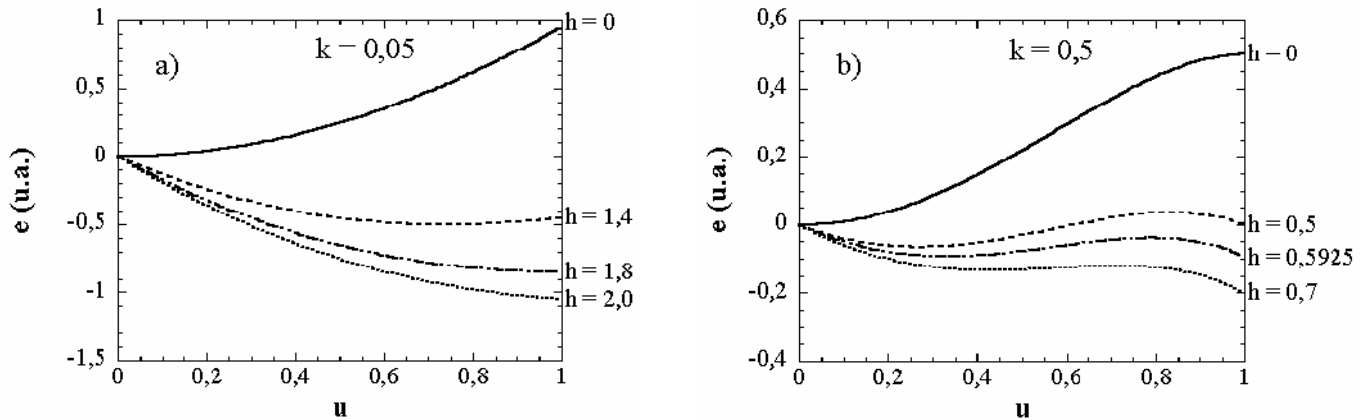 a)
k = 0,05
e (u.a.)
1
0,5
0
-0,5
-1
-1,5
0
0,2
0,4
0,6
0,8
1
u
h = 0
h = 1,4
h = 1,8
h = 2,0
b)
k = 0,5
e (u.a.)
0,6
0,4
0,2
0
-0,2
-0,4
0
0,2
0,4
0,6
0,8
1
u
h = 0
h = 0,5
h = 0,5925
h = 0,7